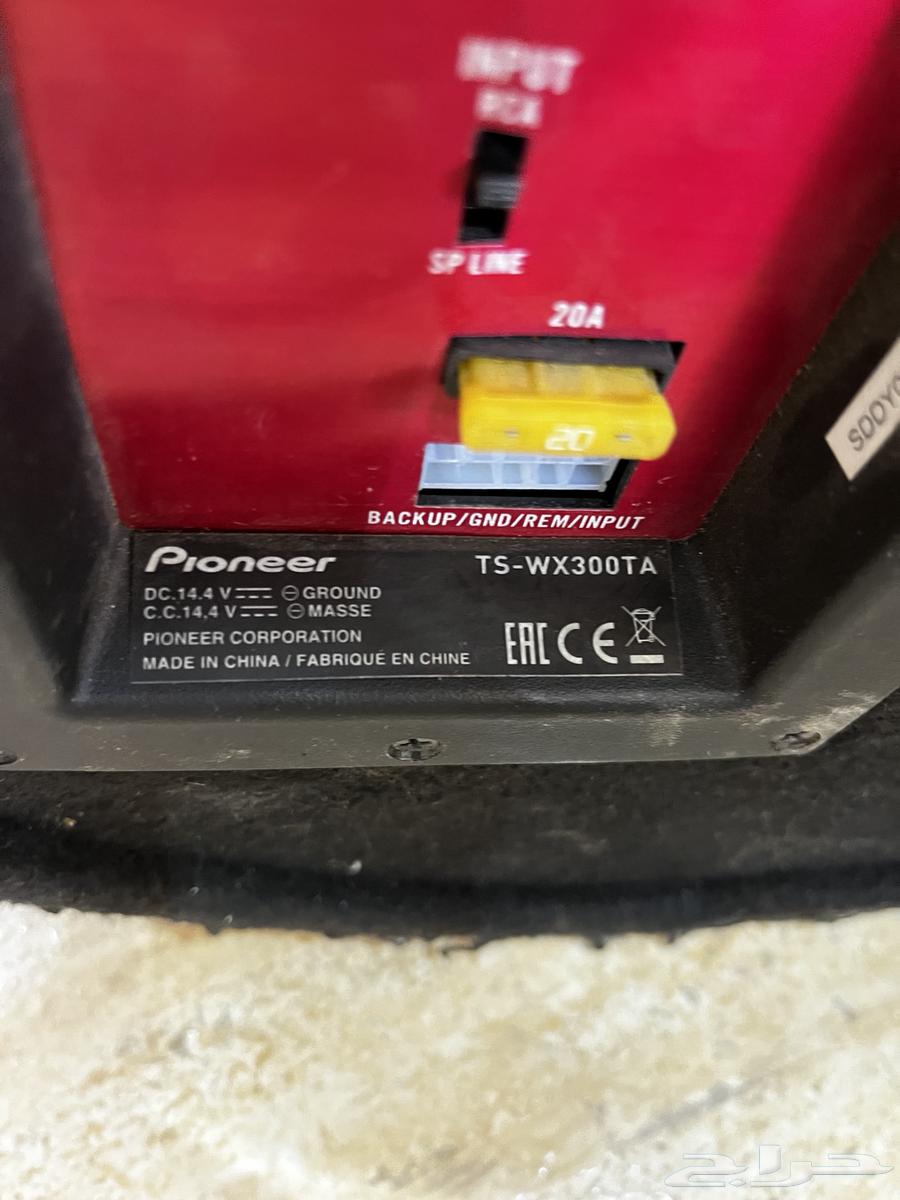 INPUT
RCA
SP LINE
20A
20
BACKUP/GND/REM/INPUT
Pioneer TS-WX300TA
DC.14.4 V ⎓ ⊖ GROUND
C.C.14,4 V ⎓ ⊖ MASSE
PIONEER CORPORATION
MADE IN CHINA / FABRIQUÉ EN CHINE
EAC CE
حراج